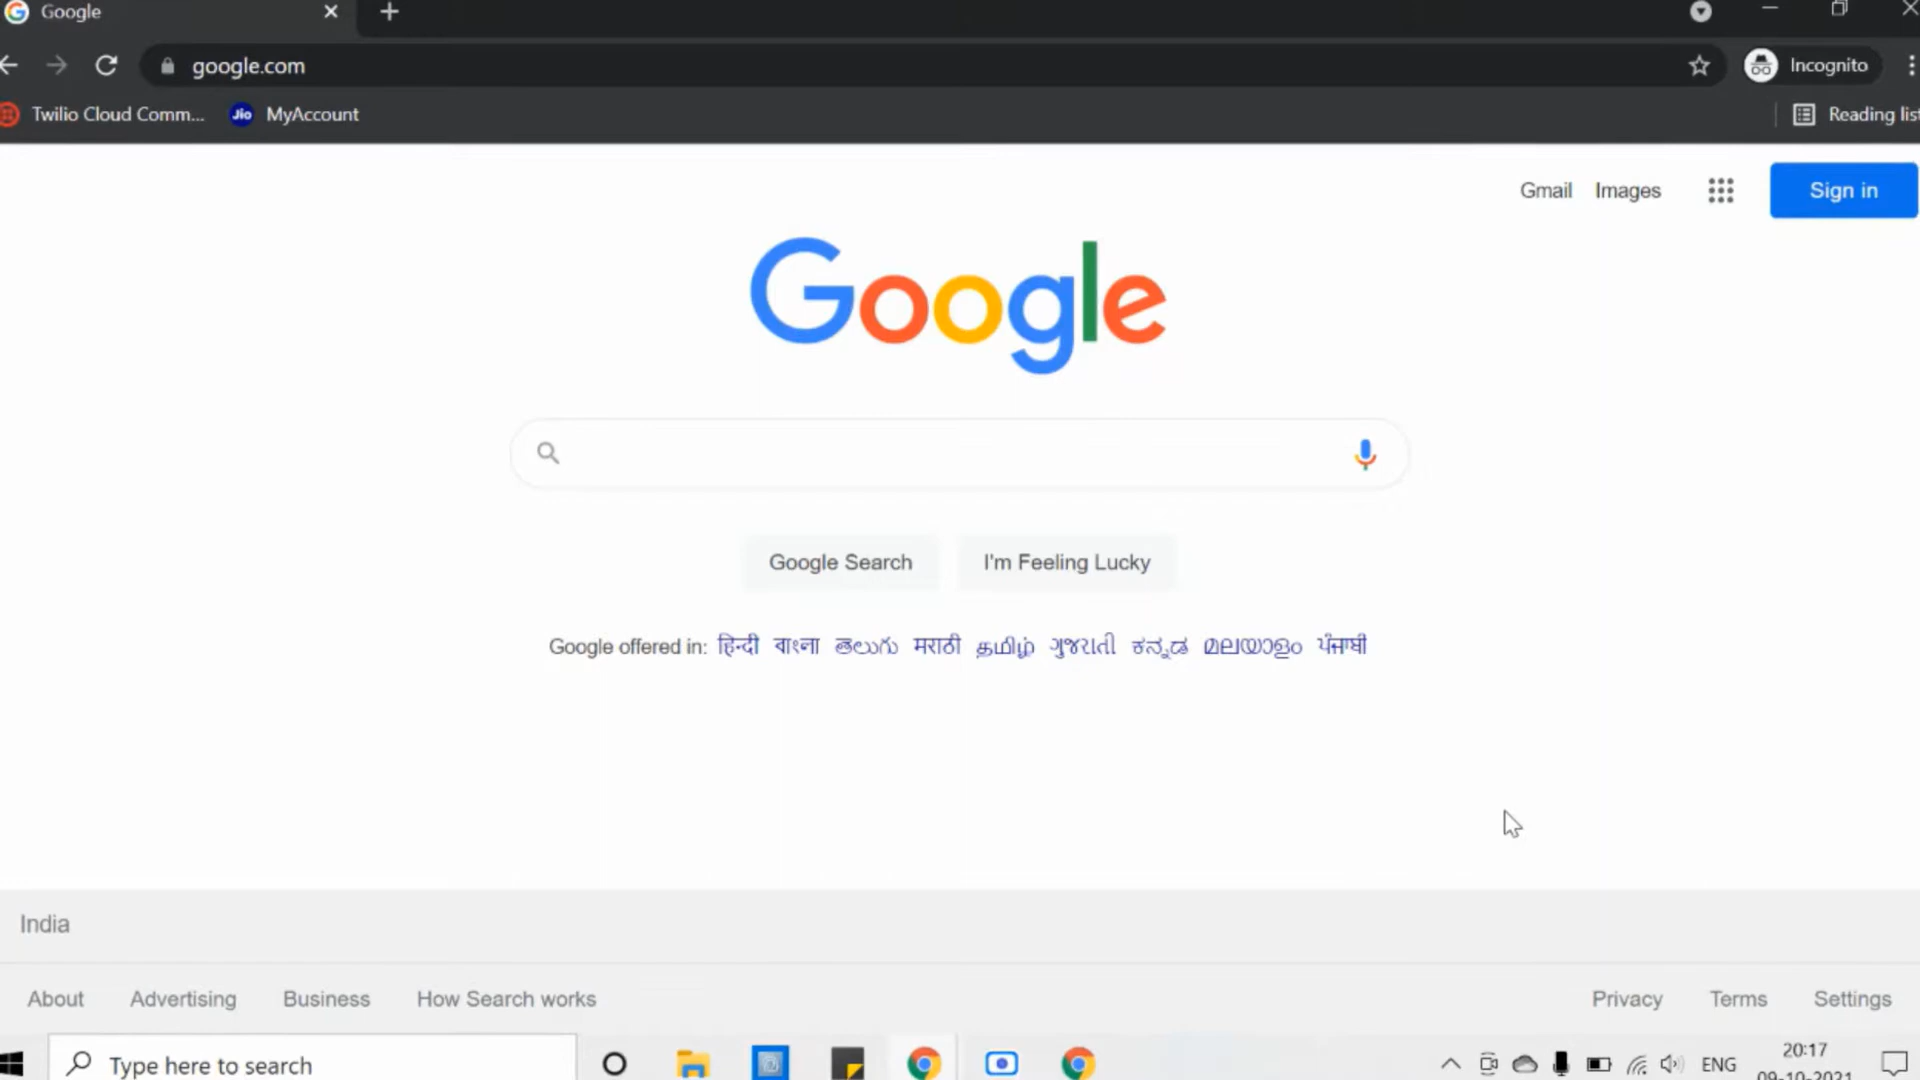 Google
google.com
Incognito
Twilio Cloud Comm...
Jio MyAccount
Reading list
Gmail Images Sign in
Google
Google Search I'm Feeling Lucky
Google offered in: हिन्दी বাংলা తెలుగు मराठी தமிழ் ગુજરાતી ಕನ್ನಡ മലയാളം ਪੰਜਾਬੀ
India
About Advertising Business How Search works Privacy Terms Settings
Type here to search
ENG
20:17
09-10-2021